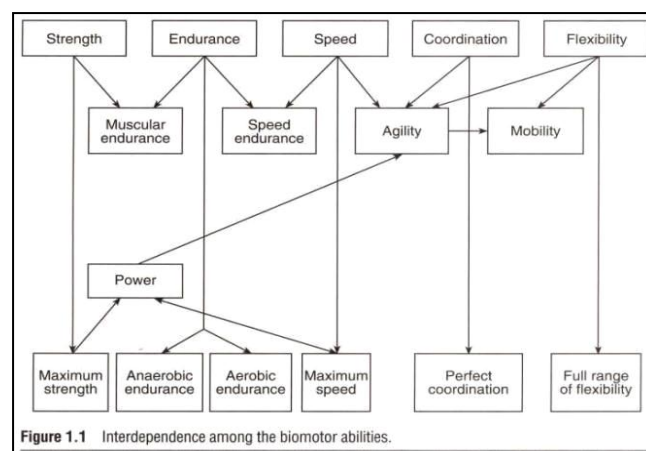 Strength
Endurance
Speed
Coordination
Flexibility
Muscular
endurance
Speed
endurance
Agility
Mobility
Power
Maximum
strength
Anaerobic
endurance
Aerobic
endurance
Maximum
speed
Perfect
coordination
Full range
of flexibility
Figure 1.1 Interdependence among the biomotor abilities.